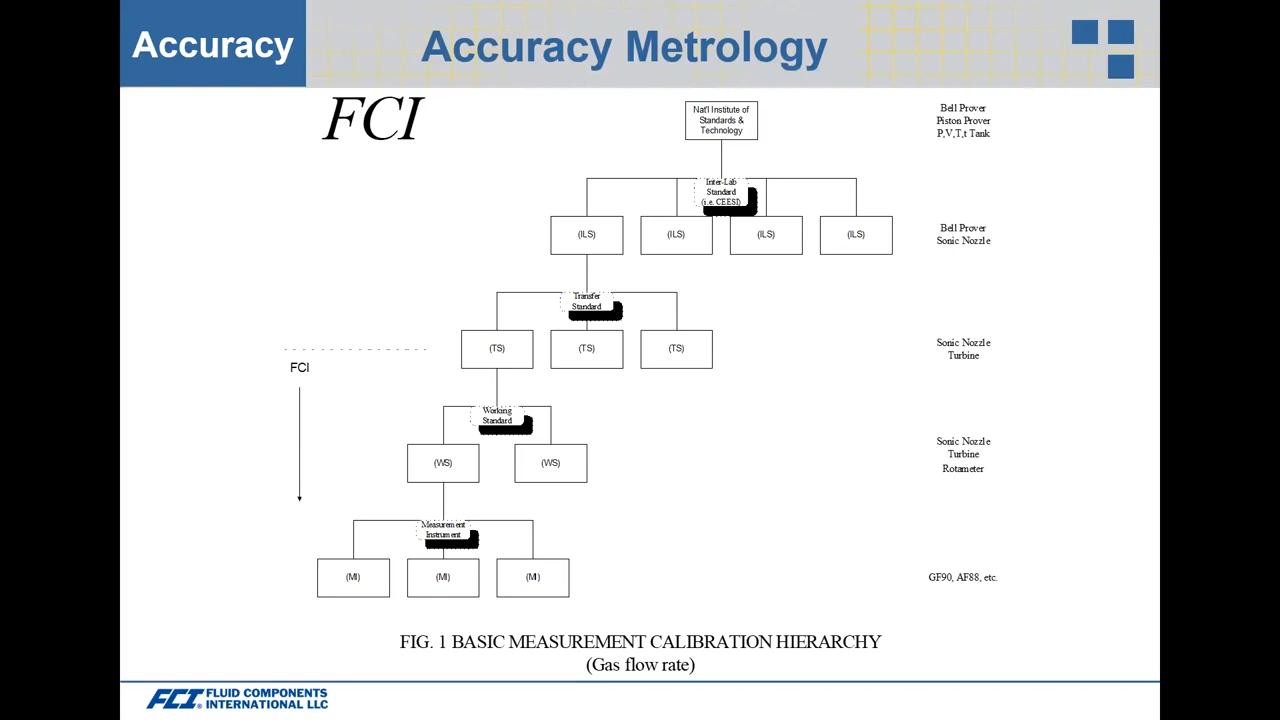 Accuracy
Accuracy Metrology
FCI
Nat'l Institute of
Standards &
Technology
Bell Prover
Piston Prover
P,V,T,t Tank
Inter-Lab
Standard
(i.e. CEESI)
(ILS)
(ILS)
(ILS)
(ILS)
Bell Prover
Sonic Nozzle
Transfer
Standard
(TS)
(TS)
(TS)
Sonic Nozzle
Turbine
FCI
Working
Standard
(WS)
(WS)
Sonic Nozzle
Turbine
Rotameter
Measurement
Instrument
(MI)
(MI)
(MI)
GF90, AF88, etc.
FIG. 1 BASIC MEASUREMENT CALIBRATION HIERARCHY
(Gas flow rate)
FCI® FLUID COMPONENTS
INTERNATIONAL LLC